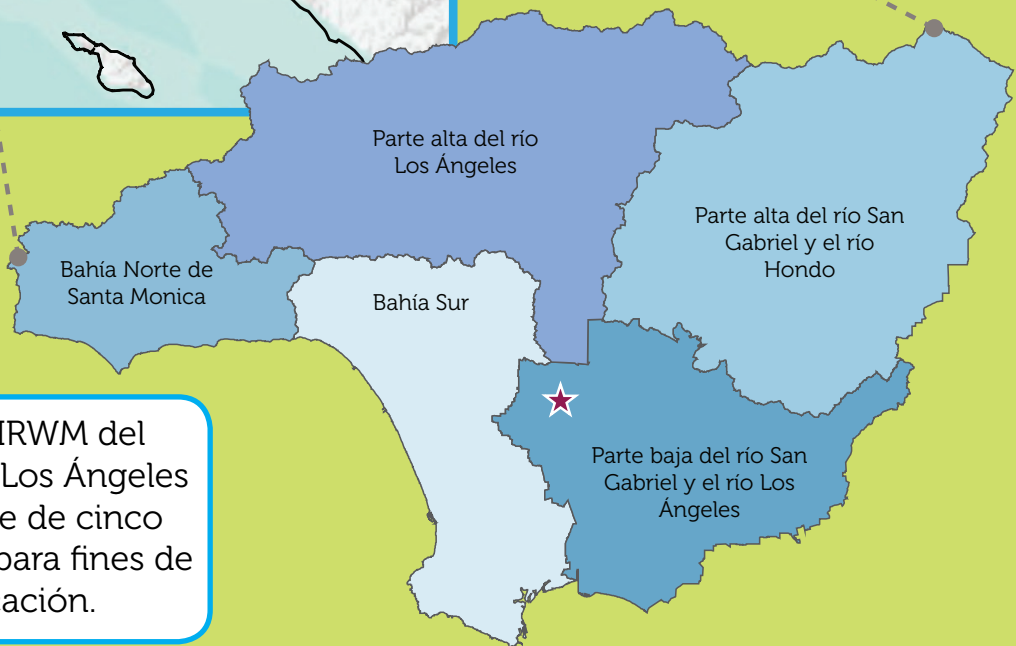 Parte alta del río
Los Ángeles
Parte alta del río San
Gabriel y el río
Hondo
Bahía Norte de
Santa Monica
Bahía Sur
Parte baja del río San
Gabriel y el río Los
Ángeles
IRWM del
Los Ángeles
e de cinco
para fines de
ación.